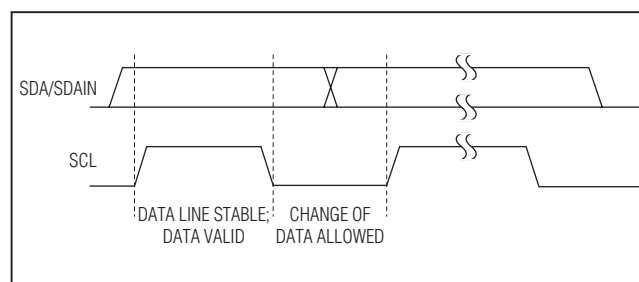 SDA/SDAIN
SCL
DATA LINE STABLE;
DATA VALID
CHANGE OF
DATA ALLOWED